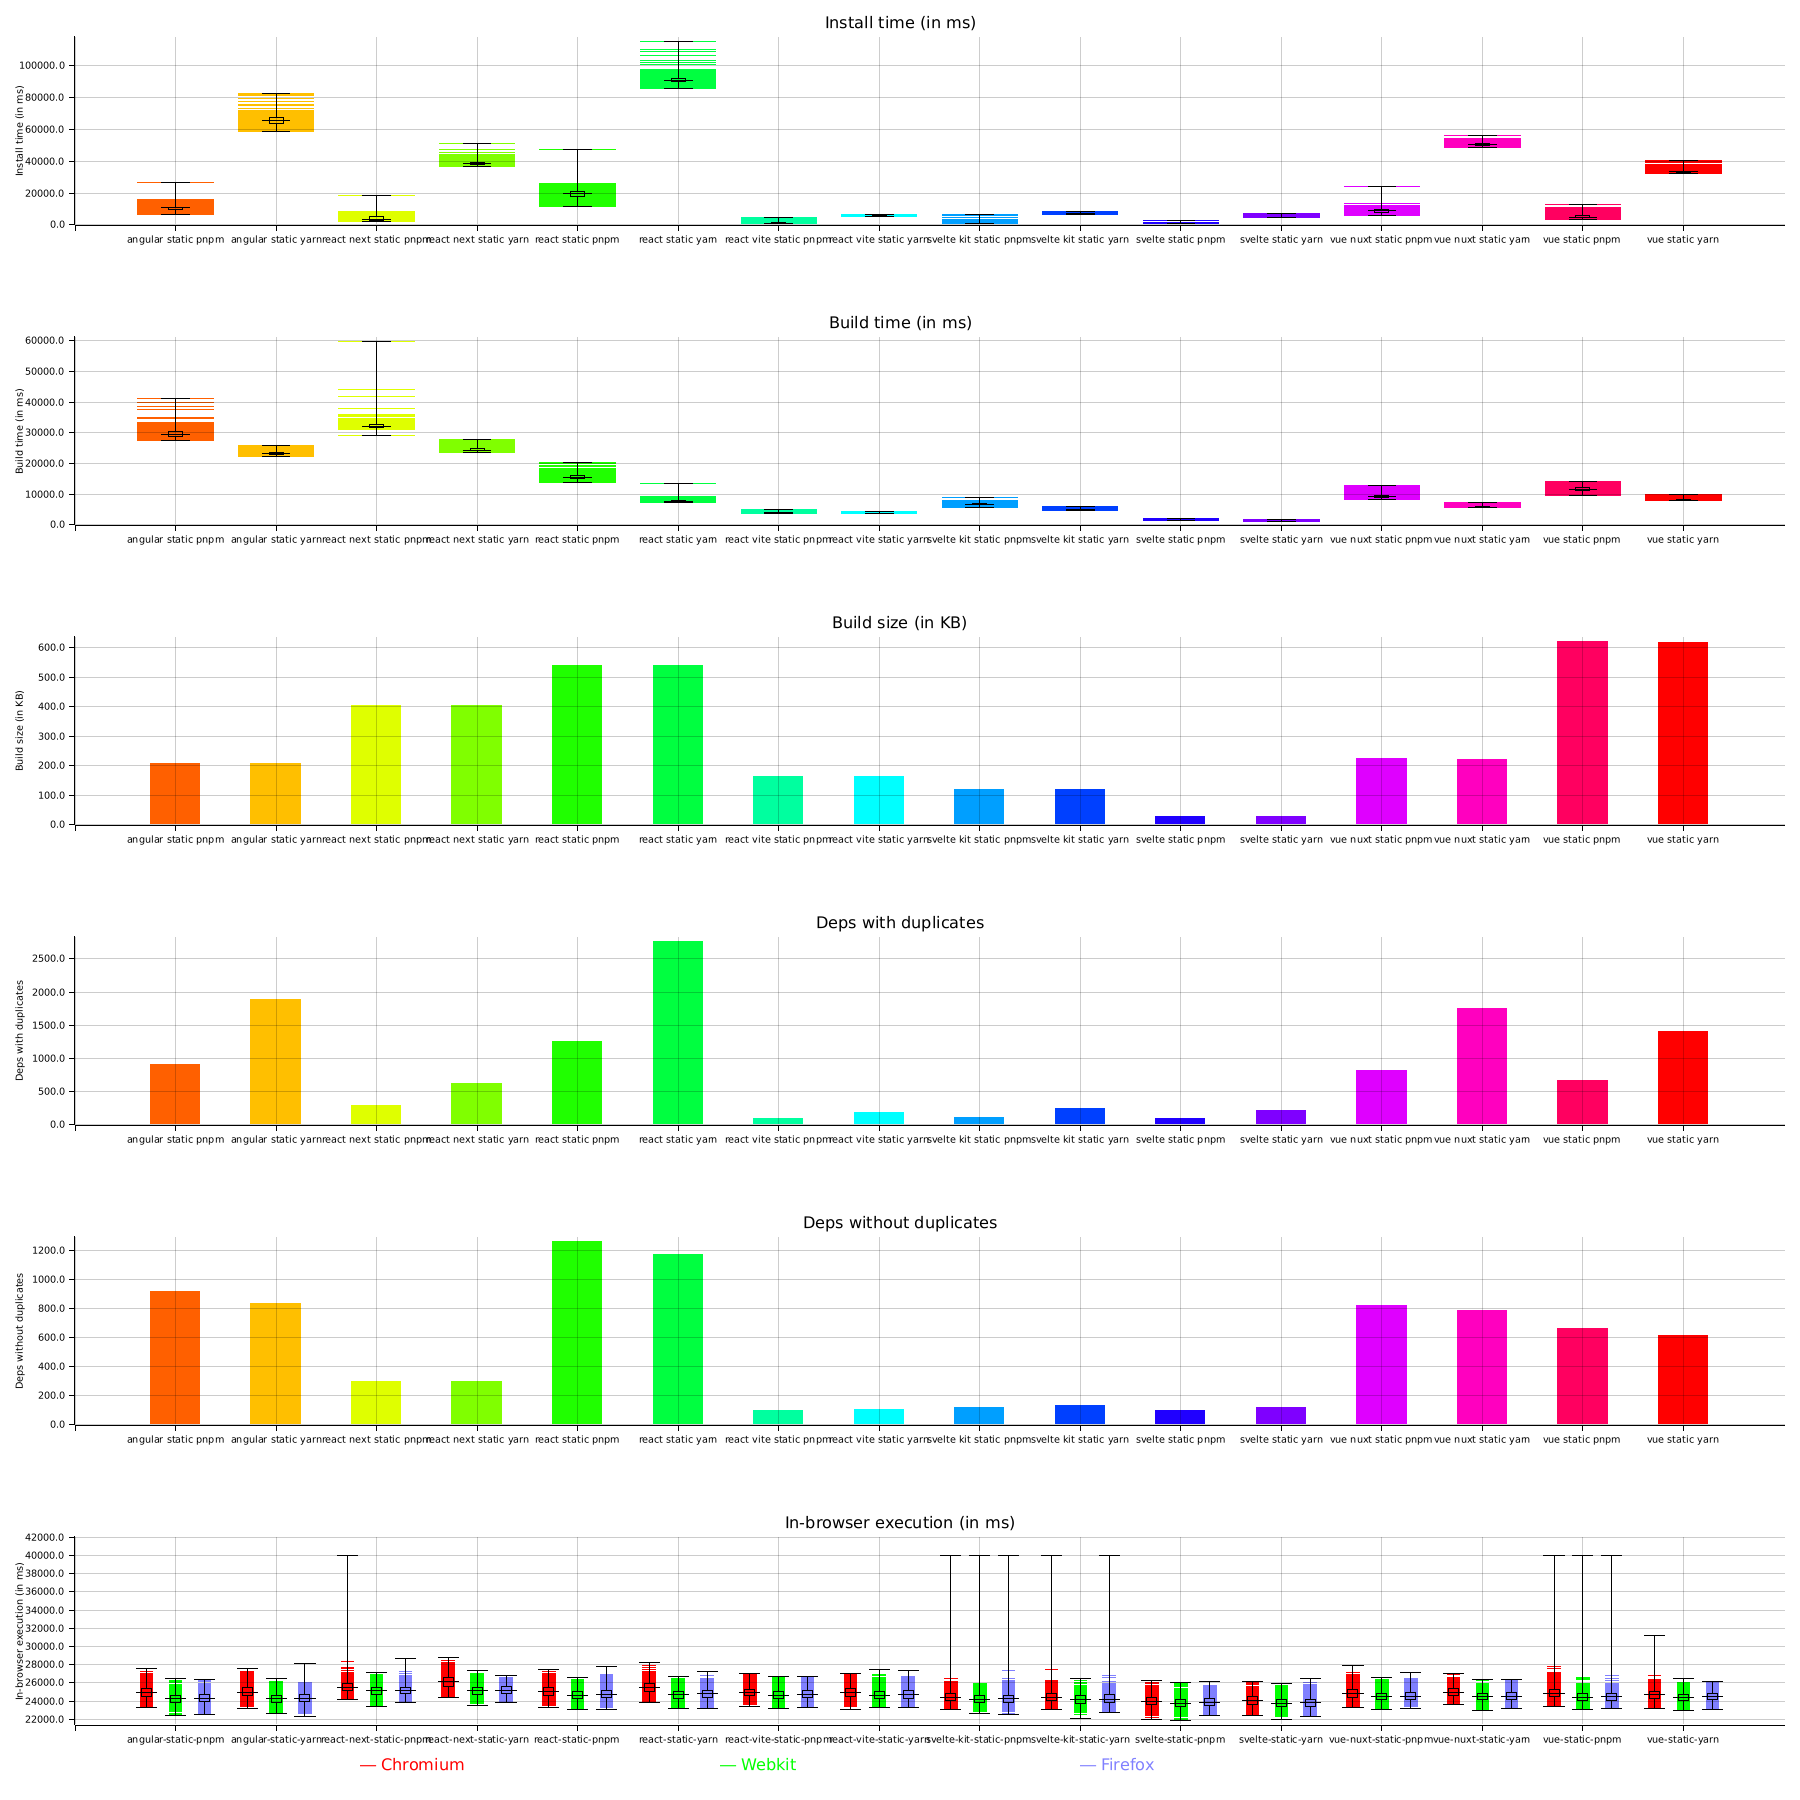 Install time (in ms)
Install time (in ms)
100000.0
80000.0
60000.0
40000.0
20000.0
0.0
angular static pnpm angular static yarn react next static pnpm react next static yarn react static pnpm react static yarn react vite static pnpm react vite static yarn svelte kit static pnpm svelte kit static yarn svelte static pnpm svelte static yarn vue nuxt static pnpm vue nuxt static yarn vue static pnpm vue static yarn
Build time (in ms)
Build time (in ms)
60000.0
50000.0
40000.0
30000.0
20000.0
10000.0
0.0
angular static pnpm angular static yarn react next static pnpm react next static yarn react static pnpm react static yarn react vite static pnpm react vite static yarn svelte kit static pnpm svelte kit static yarn svelte static pnpm svelte static yarn vue nuxt static pnpm vue nuxt static yarn vue static pnpm vue static yarn
Build size (in KB)
Build size (in KB)
600.0
500.0
400.0
300.0
200.0
100.0
0.0
angular static pnpm angular static yarn react next static pnpm react next static yarn react static pnpm react static yarn react vite static pnpm react vite static yarn svelte kit static pnpm svelte kit static yarn svelte static pnpm svelte static yarn vue nuxt static pnpm vue nuxt static yarn vue static pnpm vue static yarn
Deps with duplicates
Deps with duplicates
2500.0
2000.0
1500.0
1000.0
500.0
0.0
angular static pnpm angular static yarn react next static pnpm react next static yarn react static pnpm react static yarn react vite static pnpm react vite static yarn svelte kit static pnpm svelte kit static yarn svelte static pnpm svelte static yarn vue nuxt static pnpm vue nuxt static yarn vue static pnpm vue static yarn
Deps without duplicates
Deps without duplicates
1200.0
1000.0
800.0
600.0
400.0
200.0
0.0
angular static pnpm angular static yarn react next static pnpm react next static yarn react static pnpm react static yarn react vite static pnpm react vite static yarn svelte kit static pnpm svelte kit static yarn svelte static pnpm svelte static yarn vue nuxt static pnpm vue nuxt static yarn vue static pnpm vue static yarn
In-browser execution (in ms)
In-browser execution (in ms)
42000.0
40000.0
38000.0
36000.0
34000.0
32000.0
30000.0
28000.0
26000.0
24000.0
22000.0
angular-static-pnpm angular-static-yarn react-next-static-pnpm react-next-static-yarn react-static-pnpm react-static-yarn react-vite-static-pnpm react-vite-static-yarn svelte-kit-static-pnpm svelte-kit-static-yarn svelte-static-pnpm svelte-static-yarn vue-nuxt-static-pnpm vue-nuxt-static-yarn vue-static-pnpm vue-static-yarn
— Chromium — Webkit — Firefox